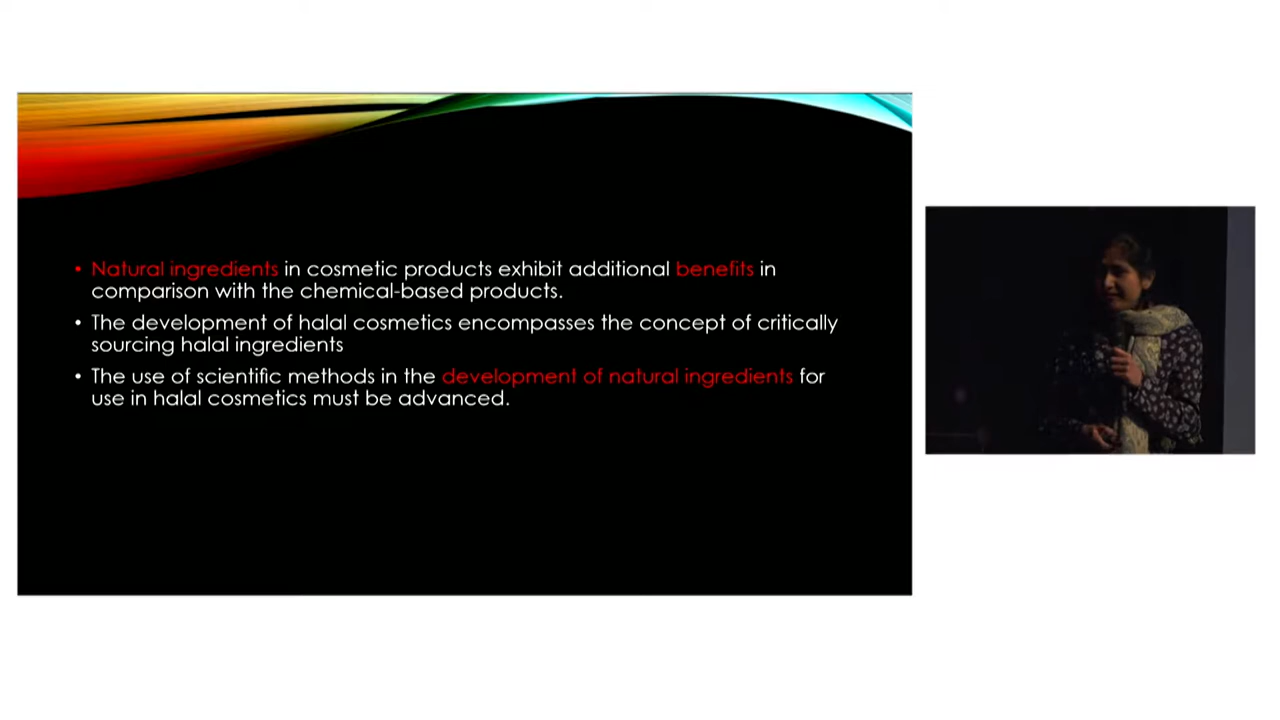 • Natural ingredients in cosmetic products exhibit additional benefits in
comparison with the chemical-based products.
• The development of halal cosmetics encompasses the concept of critically
sourcing halal ingredients
• The use of scientific methods in the development of natural ingredients for
use in halal cosmetics must be advanced.